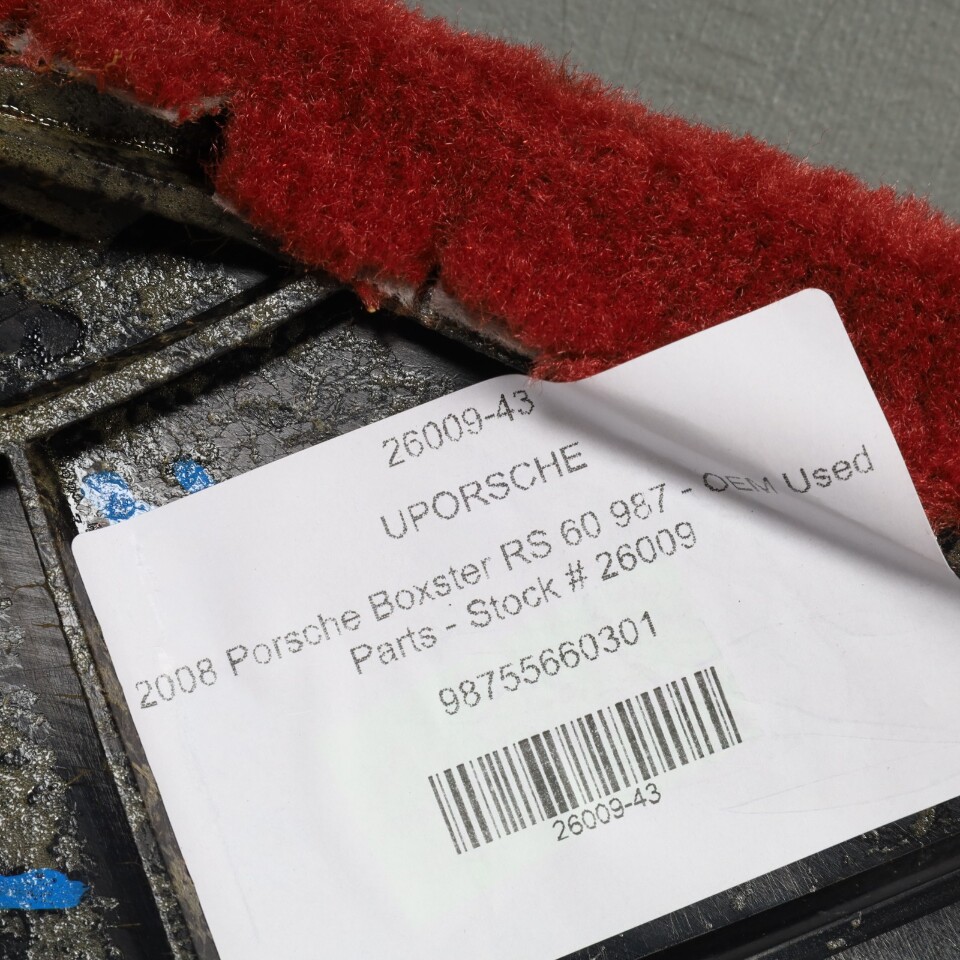 26009-43
UPORSCHE
2008 Porsche Boxster RS 60 987 - OEM Used
Parts - Stock # 26009
98755660301
26009-43